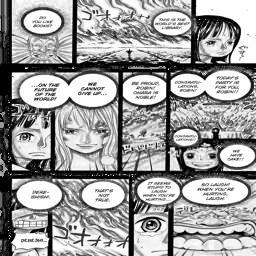 DO
YOU LIKE
BOOKS?
THIS IS THE
WORLD'S BEST
LIBRARY.
...ON THE
FUTURE
OF THE
WORLD!
WE
CANNOT
GIVE UP...
BE PROUD,
ROBIN!
OHARA IS
NOBLE!
CONGRATU-
LATIONS,
ROBIN!
TODAY'S
PARTY IS
FOR YOU
ROBIN!!
CONGRATU-
LATIONS!
WE
HAVE
CAKE!!
DERE-
SHISHI.
THAT'S
NOT
TRUE.
IT SEEMS
STUPID TO
LAUGH
WHEN
YOU'RE
HURTING.
SO LAUGH
WHEN YOU'RE
HURTING,
LAUGH.